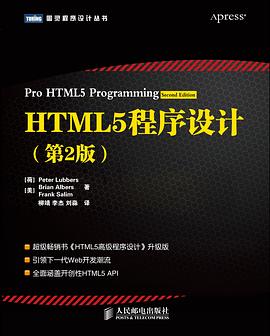 TURING 图灵程序设计丛书
Apress®
Pro HTML5 Programming Second Edition
HTML5程序设计
(第2版)
[荷] Peter Lubbers
[美] Brian Albers 著
Frank Salim
柳靖 李杰 刘淼 译
超级畅销书《HTML5高级程序设计》升级版
引领下一代Web开发潮流
全面涵盖开创性HTML5 API
人民邮电出版社
POSTS & TELECOM PRESS